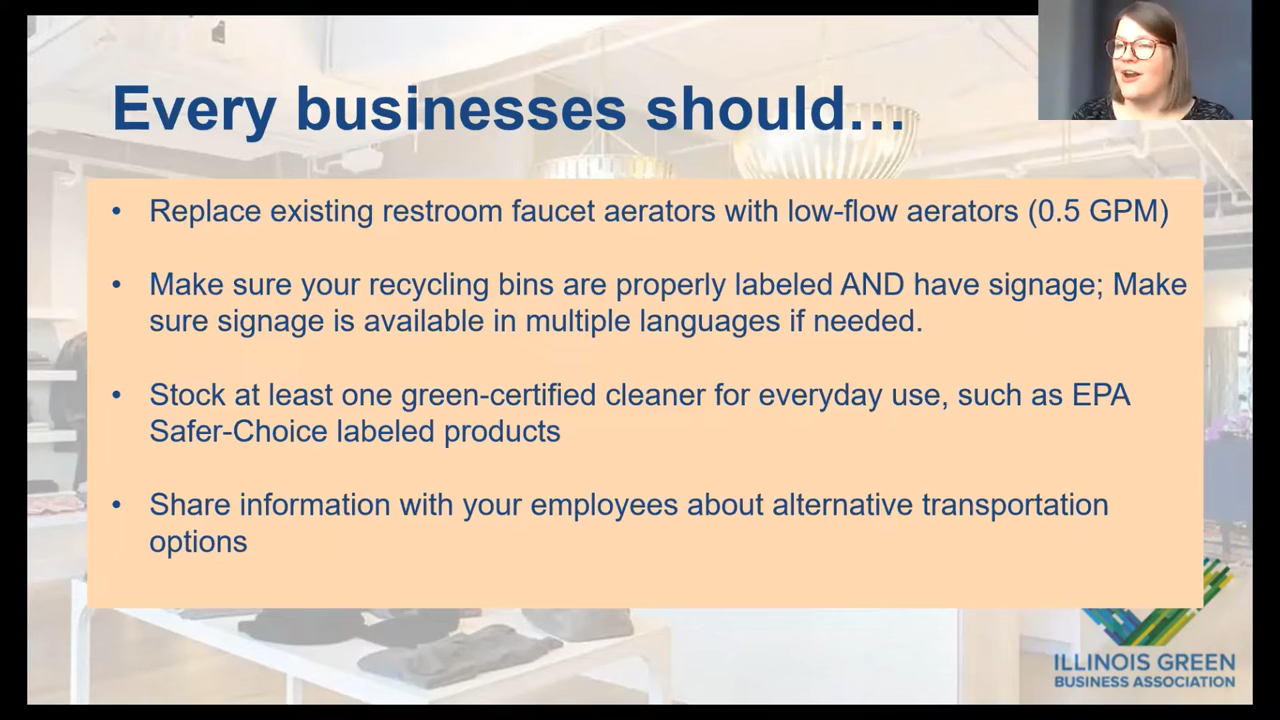 Every businesses should…
• Replace existing restroom faucet aerators with low-flow aerators (0.5 GPM)
• Make sure your recycling bins are properly labeled AND have signage; Make
sure signage is available in multiple languages if needed.
• Stock at least one green-certified cleaner for everyday use, such as EPA
Safer-Choice labeled products
• Share information with your employees about alternative transportation
options
ILLINOIS GREEN
BUSINESS ASSOCIATION